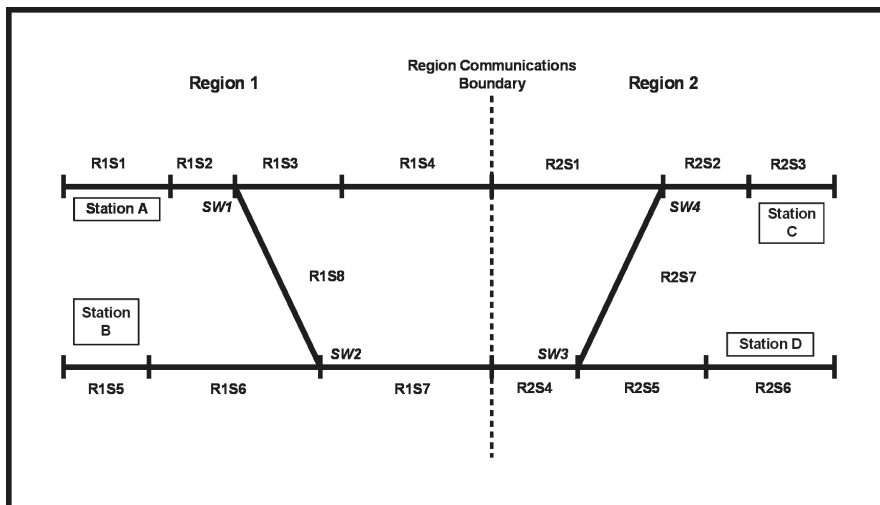 Region Communications
Boundary
Region 1
Region 2
R1S1
R1S2
R1S3
R1S4
R2S1
R2S2
R2S3
Station A
SW1
SW4
Station
C
R1S8
R2S7
Station
B
SW2
SW3
Station D
R1S5
R1S6
R1S7
R2S4
R2S5
R2S6